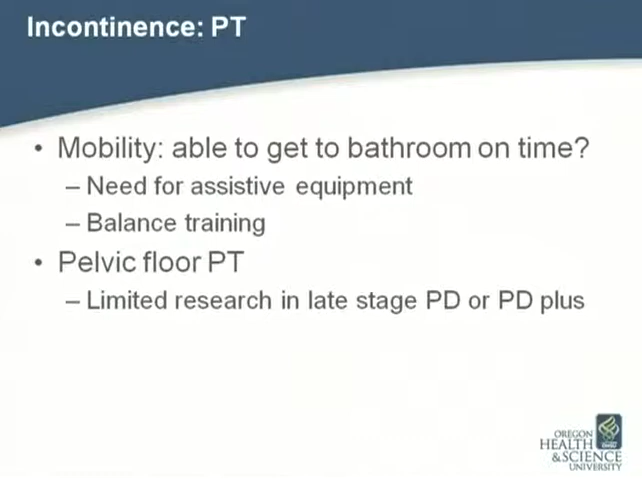 Incontinence: PT
• Mobility: able to get to bathroom on time?
– Need for assistive equipment
– Balance training
• Pelvic floor PT
– Limited research in late stage PD or PD plus
OREGON
HEALTH
& SCIENCE
UNIVERSITY